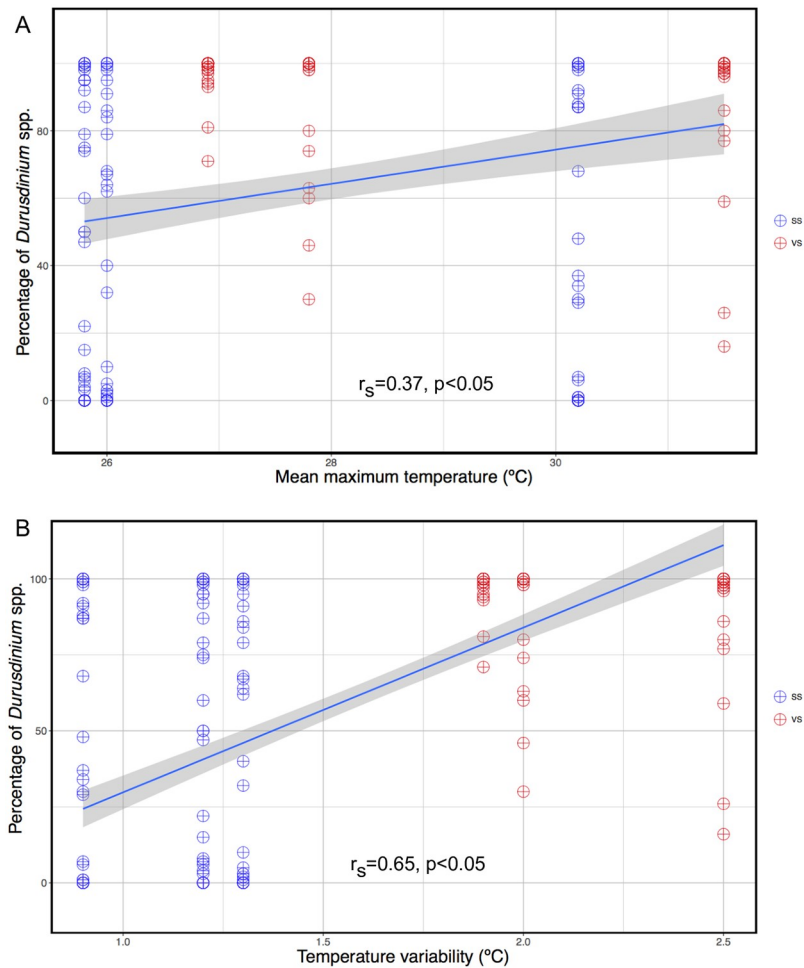 A
Percentage of Durusdinium spp.
80
40
0
ss
vs
rs=0.37, p<0.05
26
28
30
Mean maximum temperature (ºC)
B
Percentage of Durusdinium spp.
100
50
0
ss
vs
rs=0.65, p<0.05
1.0
1.5
2.0
2.5
Temperature variability (ºC)